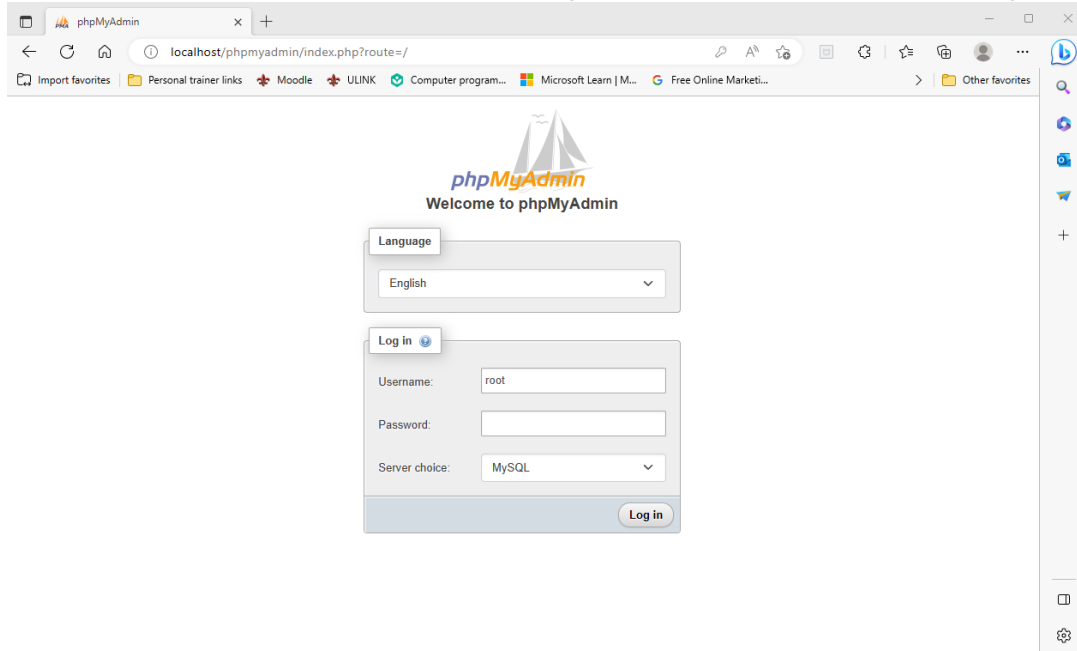 phpMyAdmin
localhost/phpmyadmin/index.php?route=/
Import favorites Personal trainer links Moodle ULINK Computer program... Microsoft Learn | M... Free Online Marketi... Other favorites
phpMyAdmin
Welcome to phpMyAdmin
Language
English
Log in
Username: root
Password:
Server choice: MySQL
Log in